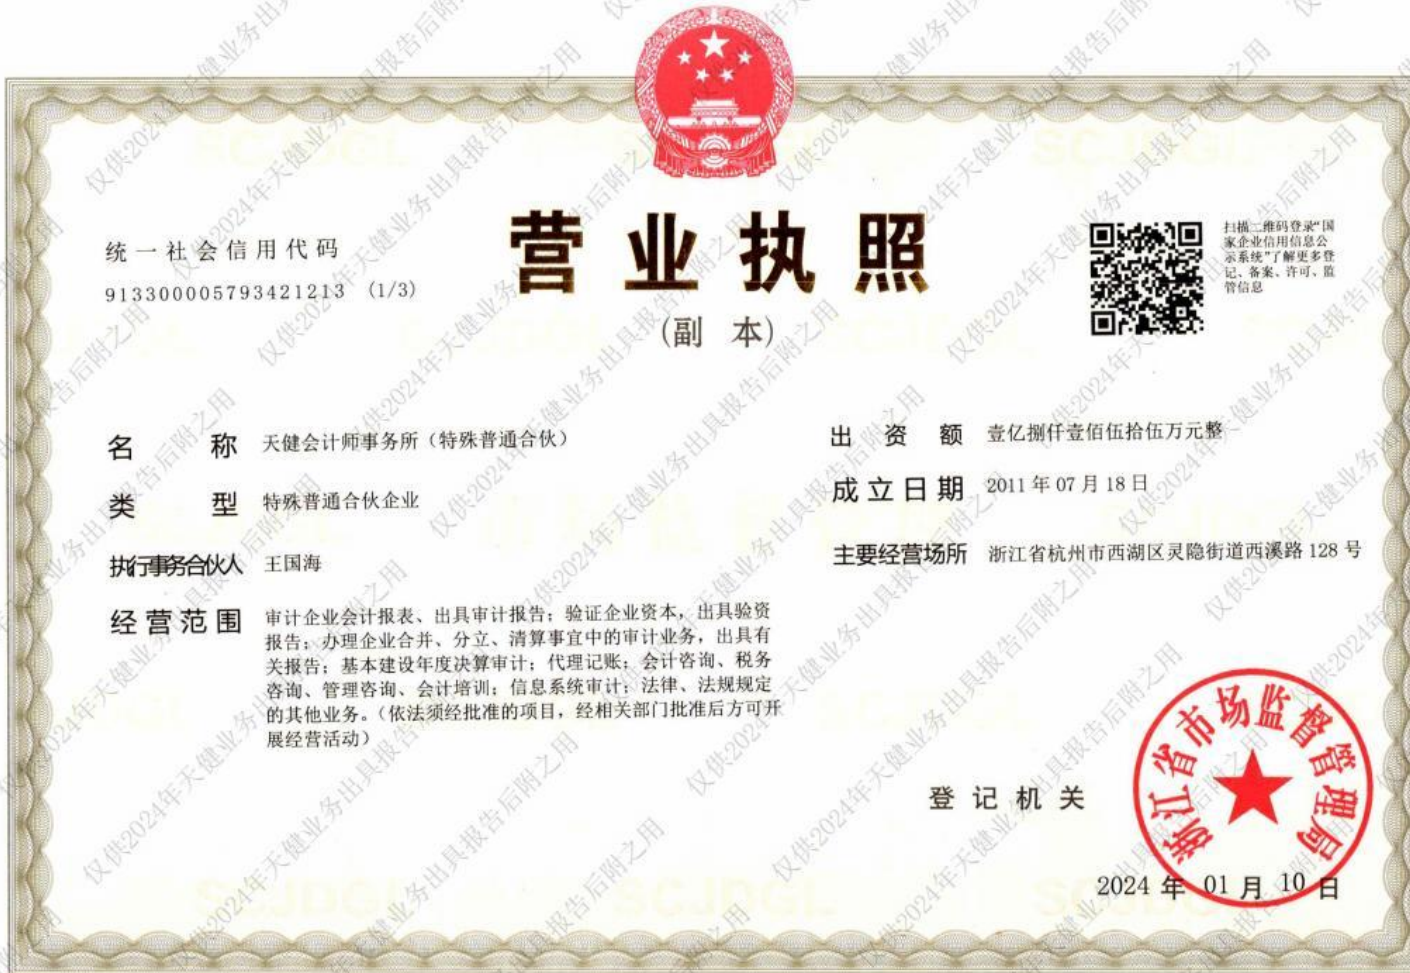 营业执照
(副 本)
统一社会信用代码
913300005793421213 (1/3)
扫描二维码登录“国
家企业信用信息公
示系统”了解更多登
记、备案、许可、监
管信息
名 称 天健会计师事务所（特殊普通合伙）
类 型 特殊普通合伙企业
执行事务合伙人 王国海
经营范围 审计企业会计报表、出具审计报告；验证企业资本，出具验资
报告；办理企业合并、分立、清算事宜中的审计业务，出具有
关报告；基本建设年度决算审计；代理记账；会计咨询、税务
咨询、管理咨询、会计培训；信息系统审计；法律、法规规定
的其他业务。（依法须经批准的项目，经相关部门批准后方可开
展经营活动）
出 资 额 壹亿捌仟壹佰伍拾伍万元整
成立日期 2011年07月18日
主要经营场所 浙江省杭州市西湖区灵隐街道西溪路128号
登记机关
浙江省市场监督管理局
2024 年 01 月 10 日
仅供2024年天健业务出具报告后附之用
SCJDGL